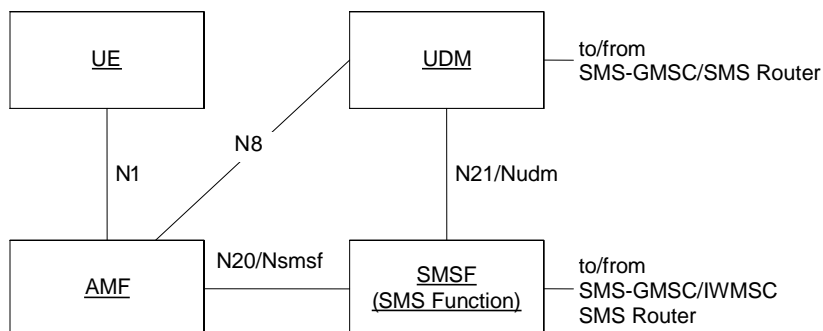 UE
UDM
to/from
SMS-GMSC/SMS Router
N8
N1
N21/Nudm
AMF
N20/Nsmsf
SMSF
(SMS Function)
to/from
SMS-GMSC/IWMSC
SMS Router